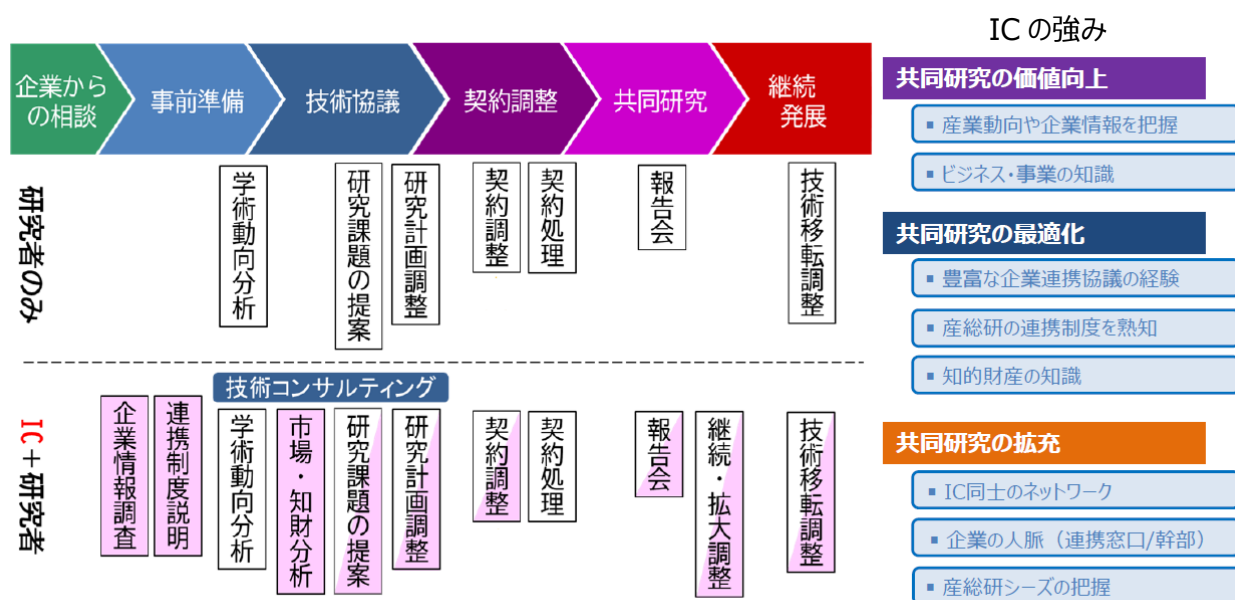 企業から
の相談
事前準備
技術協議
契約調整
共同研究
継続
発展
研究者のみ
学術動向分析
研究課題の提案
研究計画調整
契約調整
契約処理
報告会
技術移転調整
技術コンサルティング
IC+研究者
企業情報調査
連携制度説明
学術動向分析
市場・知財分析
研究課題の提案
研究計画調整
契約調整
契約処理
報告会
継続・拡大調整
技術移転調整
ICの強み
共同研究の価値向上
▪ 産業動向や企業情報を把握
▪ ビジネス・事業の知識
共同研究の最適化
▪ 豊富な企業連携協議の経験
▪ 産総研の連携制度を熟知
▪ 知的財産の知識
共同研究の拡充
▪ IC同士のネットワーク
▪ 企業の人脈（連携窓口/幹部）
▪ 産総研シーズの把握